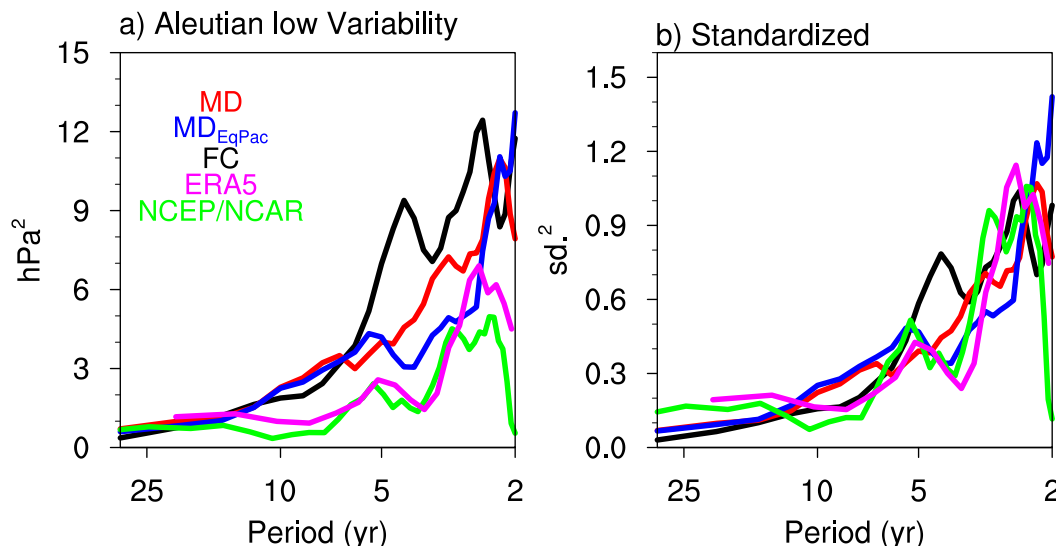 a) Aleutian low Variability
15
12
9
6
3
0
hPa²
MD
MD_EqPac
FC
ERA5
NCEP/NCAR
25 10 5 2
Period (yr)
b) Standardized
1.5
1.2
0.9
0.6
0.3
0.0
sd.²
25 10 5 2
Period (yr)